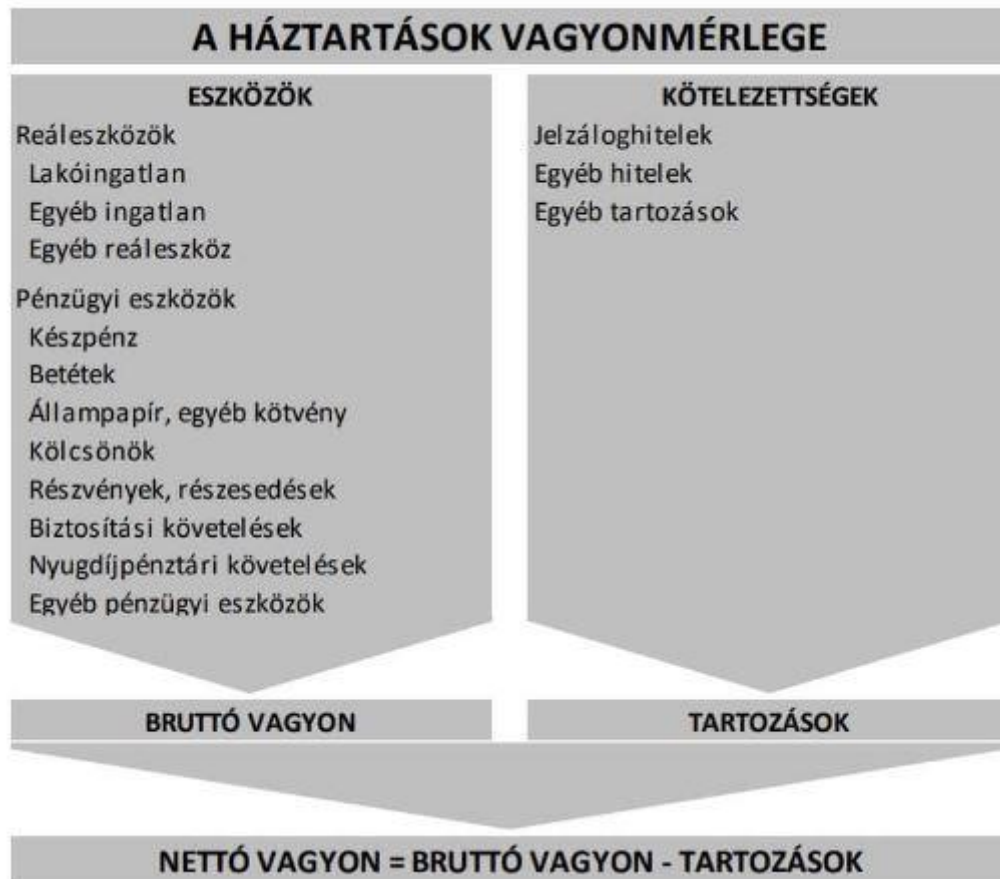 A HÁZTARTÁSOK VAGYONMÉRLEGE
ESZKÖZÖK
Reáleszközök
Lakóingatlan
Egyéb ingatlan
Egyéb reáleszköz
Pénzügyi eszközök
Készpénz
Betétek
Állampapír, egyéb kötvény
Kölcsönök
Részvények, részesedések
Biztosítási követelések
Nyugdíjpénztári követelések
Egyéb pénzügyi eszközök
BRUTTÓ VAGYON
KÖTELEZETTSÉGEK
Jelzáloghitelek
Egyéb hitelek
Egyéb tartozások
TARTOZÁSOK
NETTÓ VAGYON = BRUTTÓ VAGYON - TARTOZÁSOK